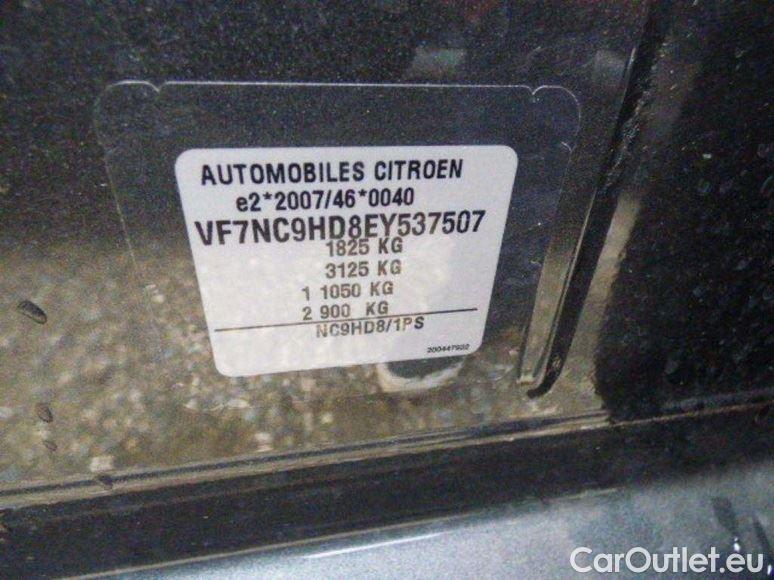 AUTOMOBILES CITROEN
e2*2007/46*0040
VF7NC9HD8EY537507
1825 KG
3125 KG
1 1050 KG
2 900 KG
NC9HD8/1PS
200447922
CarOutlet.eu,